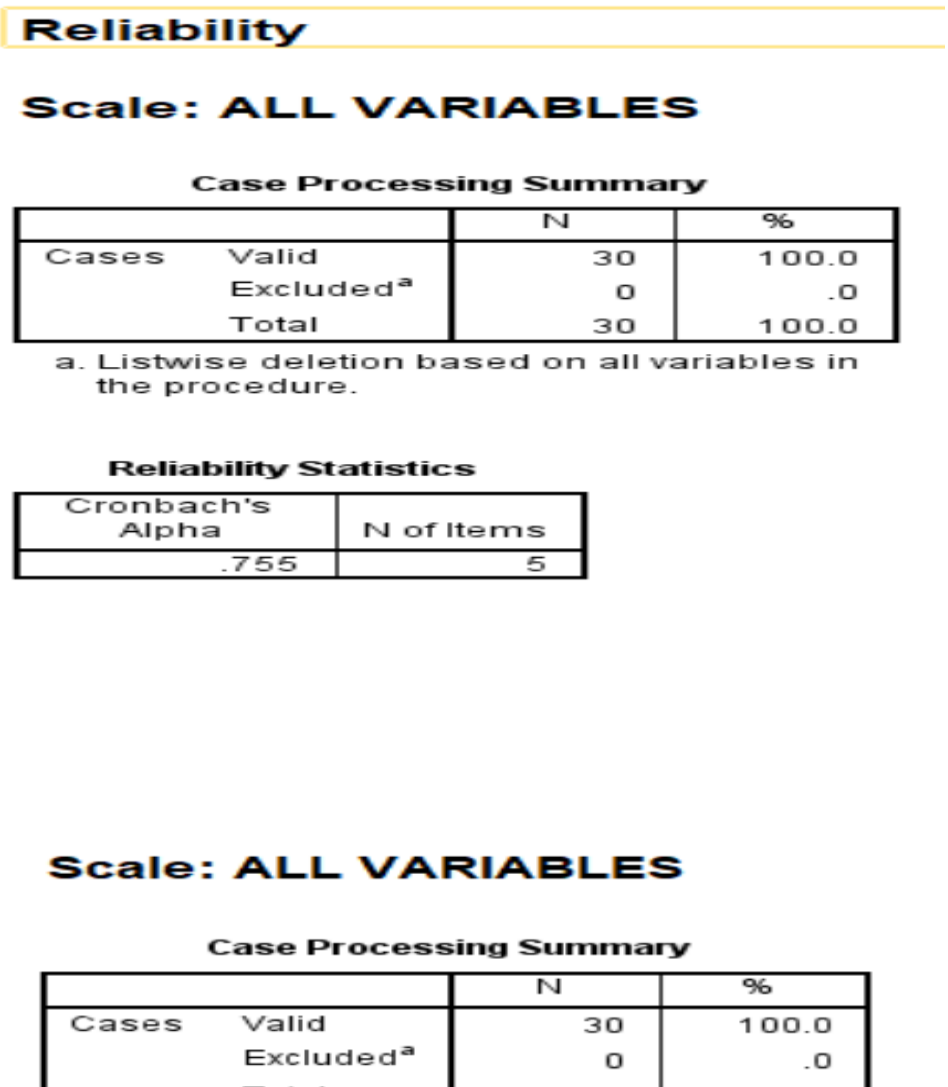 Reliability
Scale: ALL VARIABLES
Case Processing Summary
N %
Cases Valid 30 100.0
Excludedª 0 .0
Total 30 100.0
a. Listwise deletion based on all variables in
the procedure.
Reliability Statistics
Cronbach's
Alpha N of Items
.755 5
Scale: ALL VARIABLES
Case Processing Summary
N %
Cases Valid 30 100.0
Excludedª 0 .0